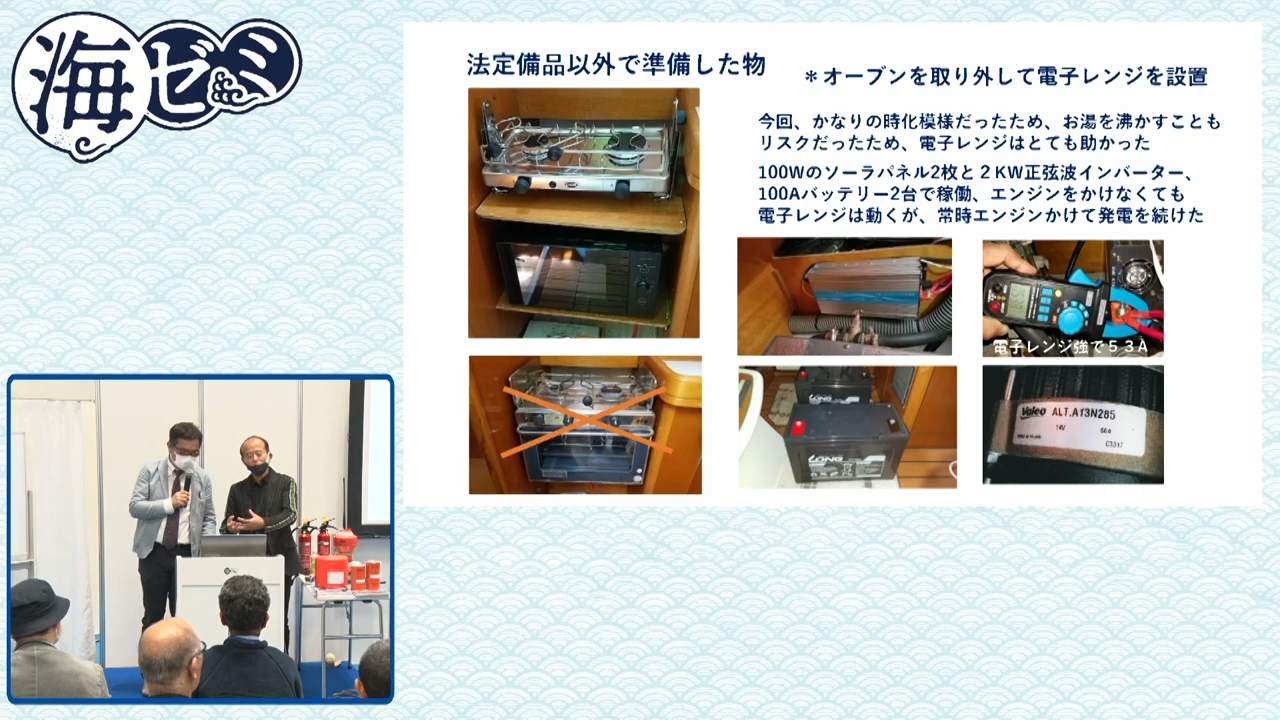 海ゼミ
法定備品以外で準備した物
＊オーブンを取り外して電子レンジを設置
今回、かなりの時化模様だったため、お湯を沸かすことも
リスクだったため、電子レンジはとても助かった
100Wのソーラパネル2枚と２KW正弦波インバーター、
100Aバッテリー2台で稼働、エンジンをかけなくても
電子レンジは動くが、常時エンジンかけて発電を続けた
電子レンジ強で５３A
LONG
LONG
Valeo ALT.A13N285
14V